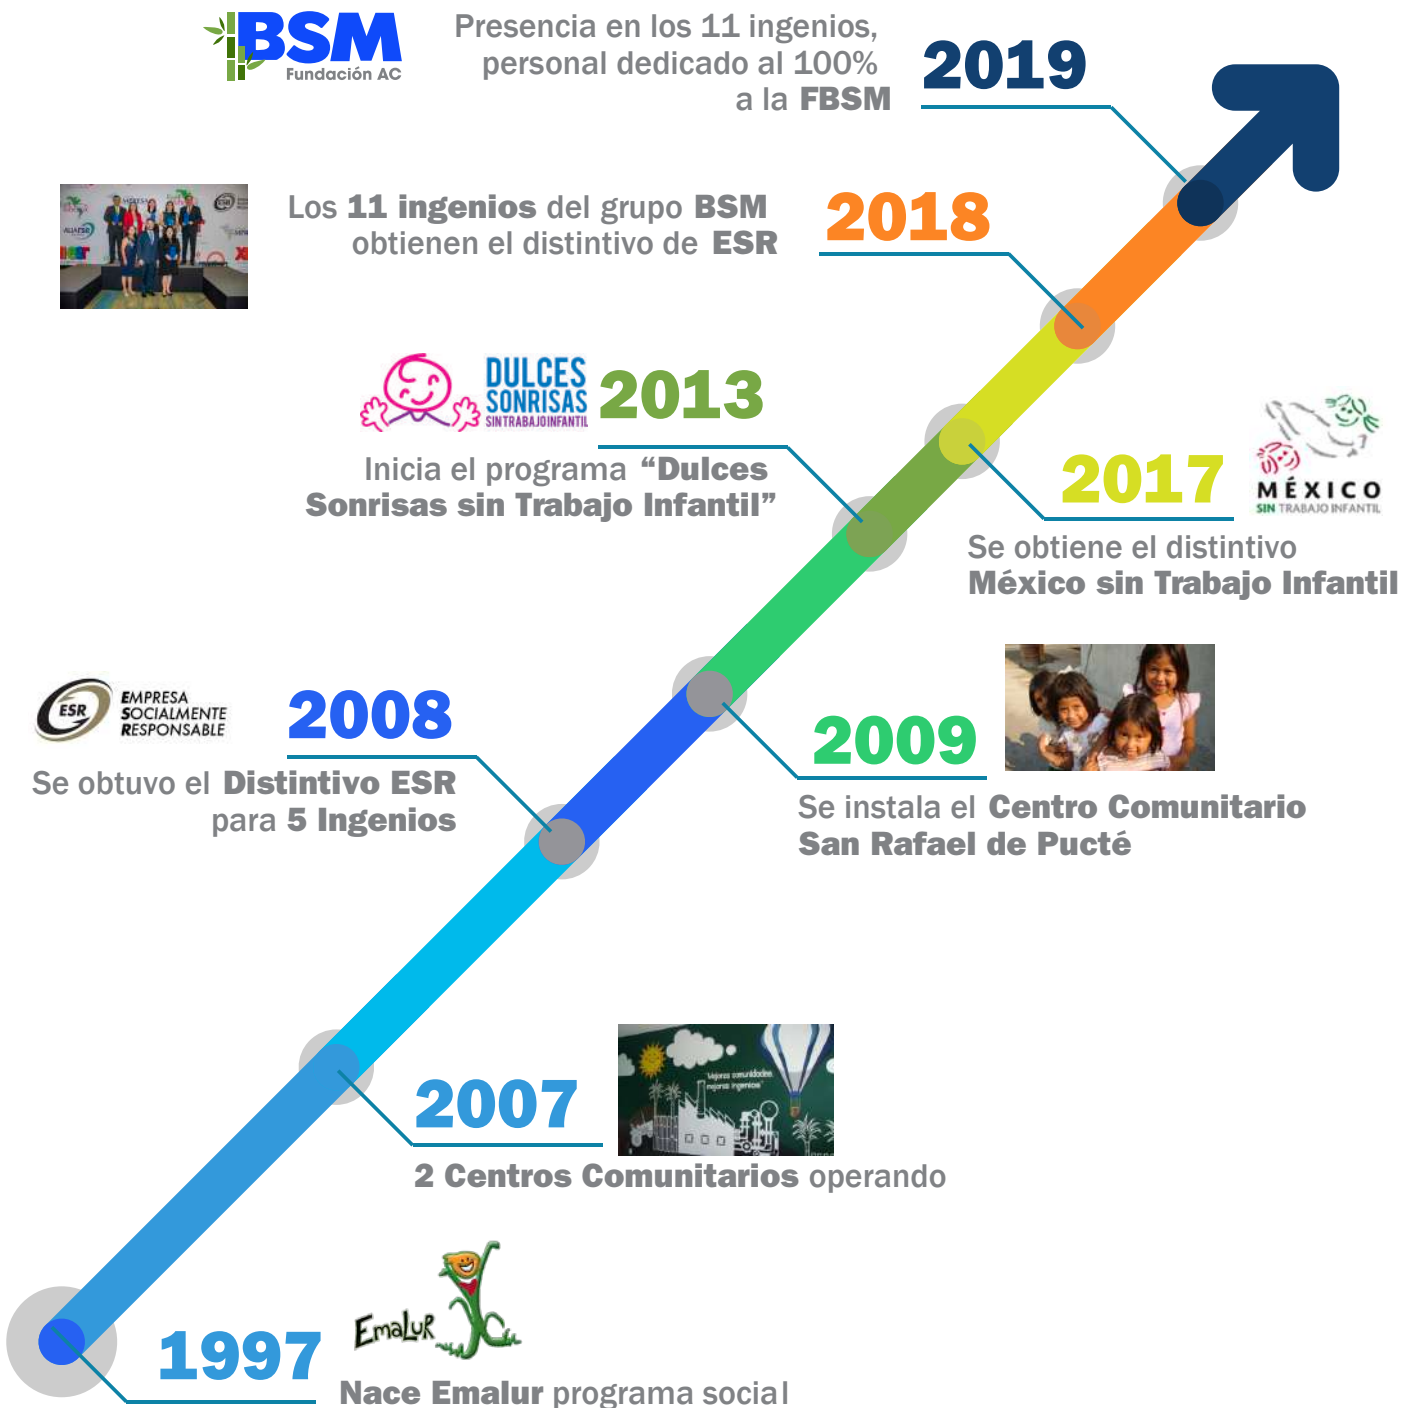 BSM
Fundación AC
Presencia en los 11 ingenios,
personal dedicado al 100%
a la FBSM
2019
Los 11 ingenios del grupo BSM
obtienen el distintivo de ESR
2018
DULCES
SONRISAS
SIN TRABAJO INFANTIL
2013
Inicia el programa “Dulces
Sonrisas sin Trabajo Infantil”
2017
MÉXICO
SIN TRABAJO INFANTIL
Se obtiene el distintivo
México sin Trabajo Infantil
ESR
EMPRESA
SOCIALMENTE
RESPONSABLE
2008
Se obtuvo el Distintivo ESR
para 5 Ingenios
2009
Se instala el Centro Comunitario
San Rafael de Pucté
2007
"Mejores comunidades,
mejores ingenios"
2 Centros Comunitarios operando
1997
EmaLuR
Nace Emalur programa social